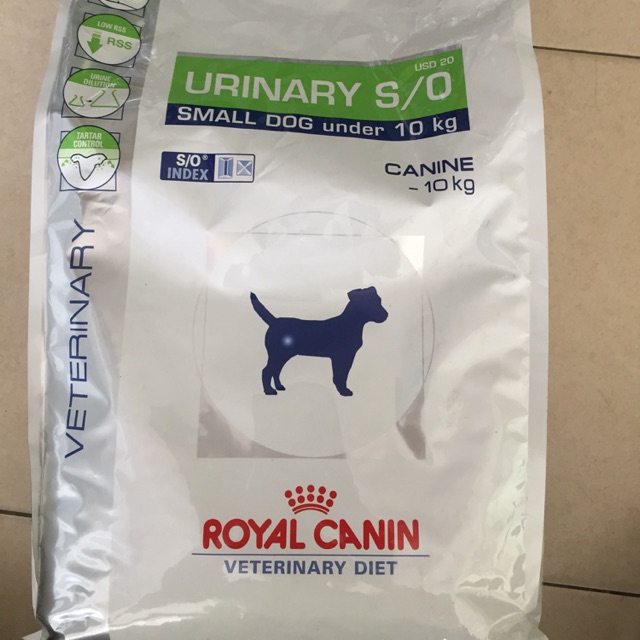 LOW RSS
RSS
URINE
DILUTION
TARTAR
CONTROL
VETERINARY
USD 20
URINARY S/O
SMALL DOG under 10 kg
S/O®
INDEX
CANINE
- 10 kg
ROYAL CANIN
VETERINARY DIET